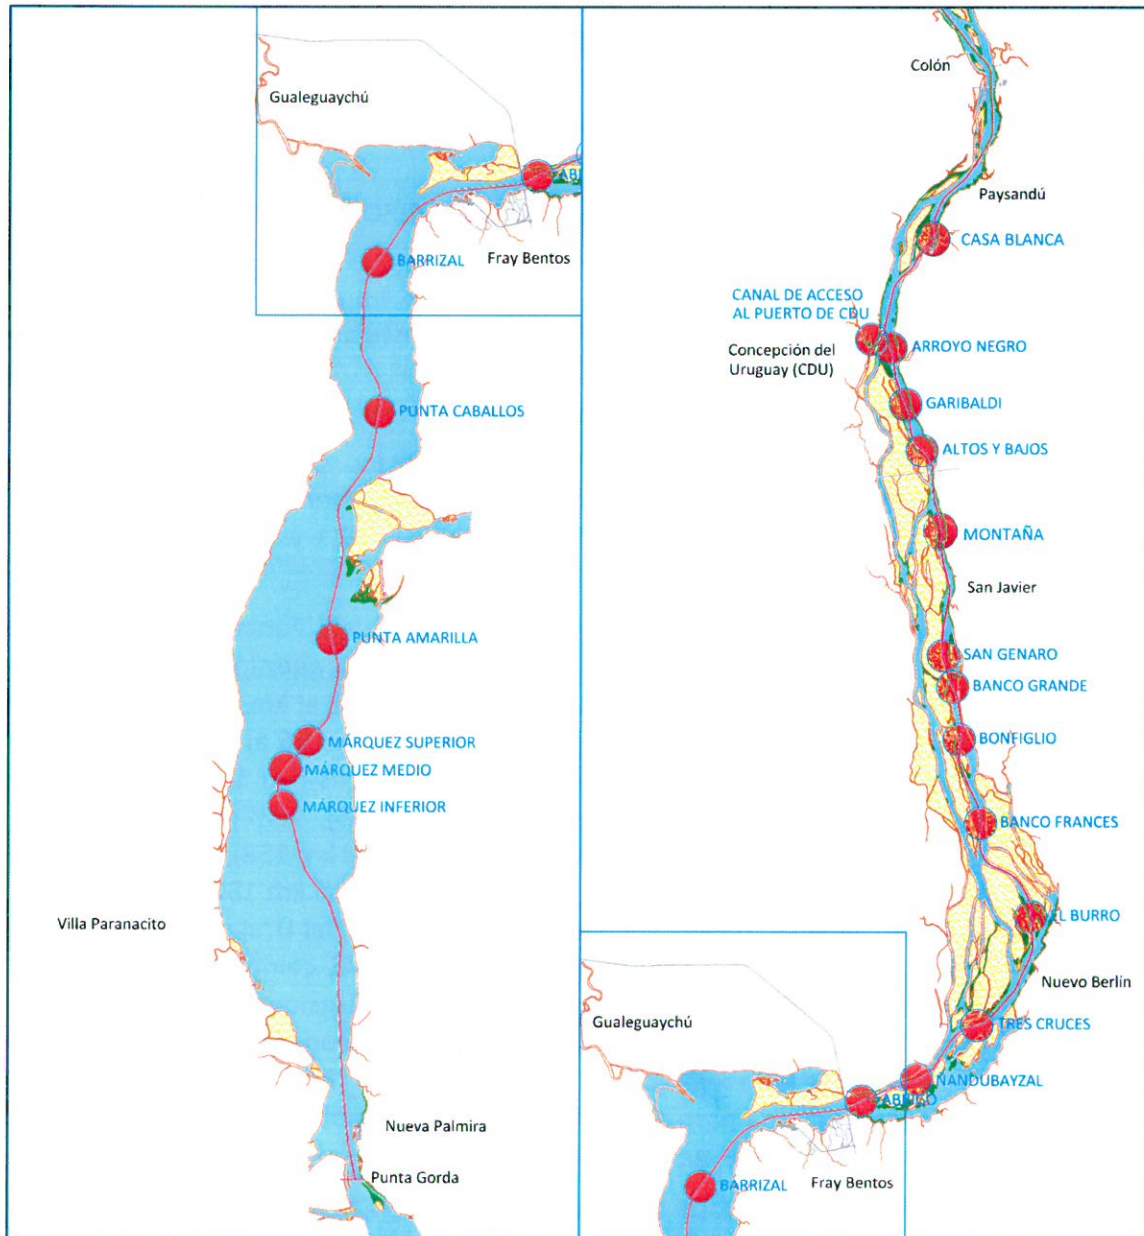 Gualeguaychú
Fray Bentos
BARRIZAL
PUNTA CABALLOS
PUNTA AMARILLA
MÁRQUEZ SUPERIOR
MÁRQUEZ MEDIO
MÁRQUEZ INFERIOR
Villa Paranacito
Nueva Palmira
Punta Gorda
Colón
Paysandú
CASA BLANCA
CANAL DE ACCESO
AL PUERTO DE CDU
ARROYO NEGRO
Concepción del
Uruguay (CDU)
GARIBALDI
ALTOS Y BAJOS
MONTAÑA
San Javier
SAN GENARO
BANCO GRANDE
BONFIGLIO
BANCO FRANCES
EL BURRO
Nuevo Berlín
TRES CRUCES
Gualeguaychú
ÑANDUBAYZAL
ABRIGO
BARRIZAL
Fray Bentos